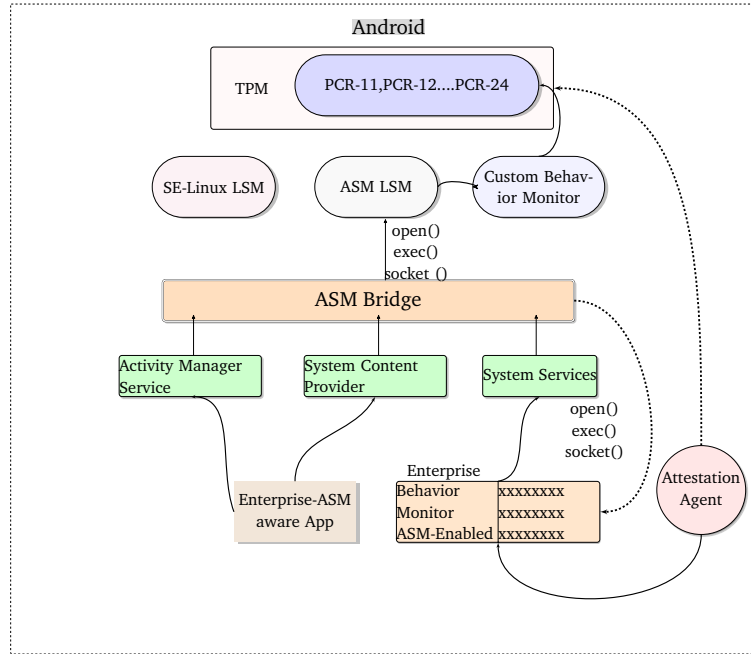 Android
TPM
PCR-11,PCR-12....PCR-24
SE-Linux LSM
ASM LSM
Custom Behav-
ior Monitor
open()
exec()
socket ()
ASM Bridge
Activity Manager
Service
System Content
Provider
System Services
open()
exec()
socket()
Enterprise-ASM
aware App
Enterprise
Behavior xxxxxxxx
Monitor xxxxxxxx
ASM-Enabled xxxxxxxx
Attestation
Agent